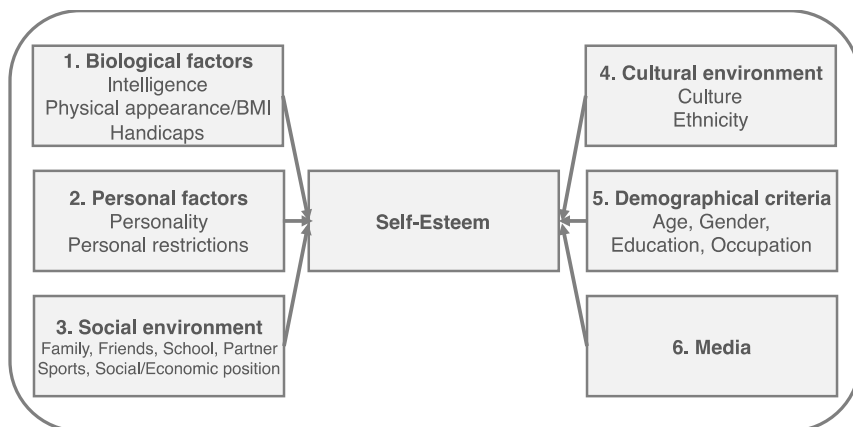 1. Biological factors
Intelligence
Physical appearance/BMI
Handicaps
2. Personal factors
Personality
Personal restrictions
3. Social environment
Family, Friends, School, Partner
Sports, Social/Economic position
Self-Esteem
4. Cultural environment
Culture
Ethnicity
5. Demographical criteria
Age, Gender,
Education, Occupation
6. Media